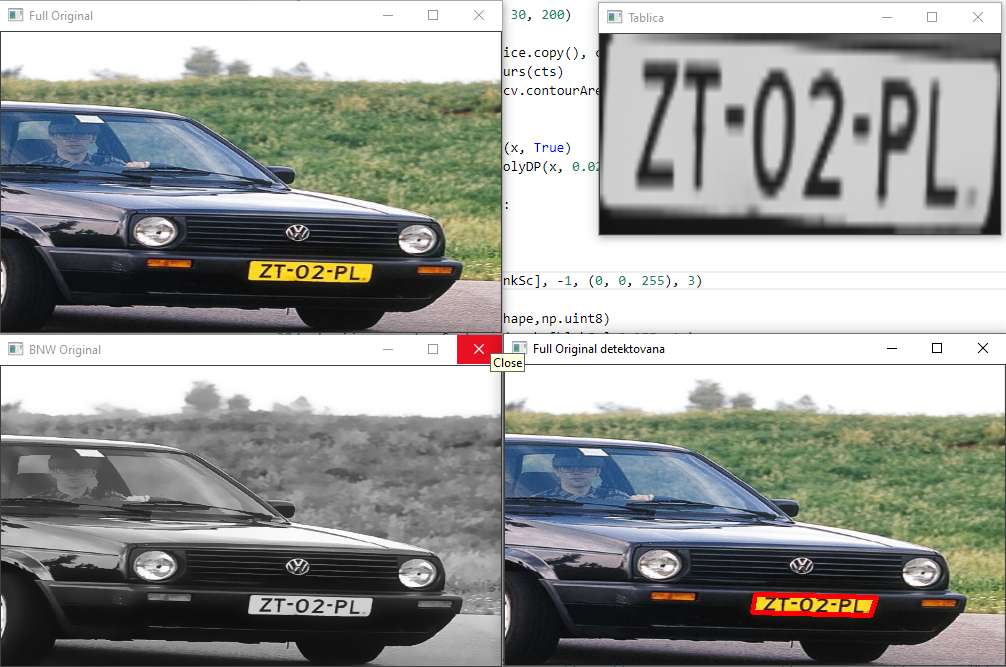 Full Original
30, 200)
Tablica
ice.copy(), c
urs(cts)
cv.contourAre
(x, True)
olyDP(x, 0.02
:
ZT-02-PL
nkSc], -1, (0, 0, 255), 3)
hape,np.uint8)
ZT-02-PL
BNW Original
Close
Full Original detektovana
ZT-02-PL
ZT-02-PL